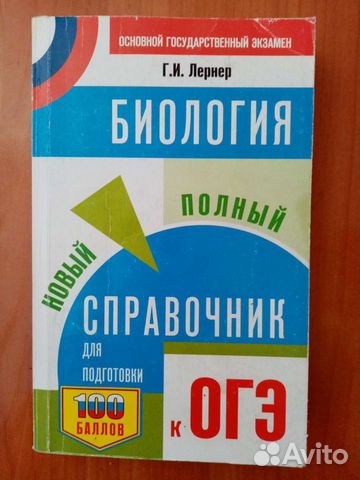 ОСНОВНОЙ ГОСУДАРСТВЕННЫЙ ЭКЗАМЕН
Г.И. Лернер
БИОЛОГИЯ
НОВЫЙ
ПОЛНЫЙ
СПРАВОЧНИК
ДЛЯ
ПОДГОТОВКИ
100
БАЛЛОВ
К ОГЭ
Avito